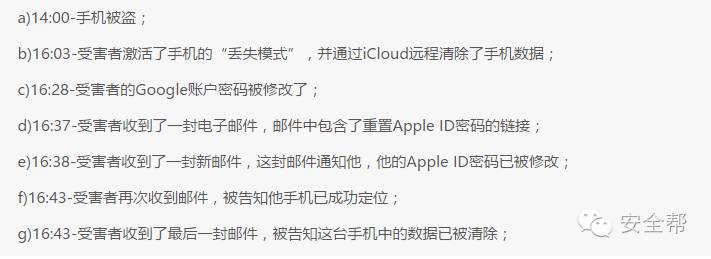 a)14:00-手机被盗；
b)16:03-受害者激活了手机的“丢失模式”，并通过iCloud远程清除了手机数据；
c)16:28-受害者的Google账户密码被修改了；
d)16:37-受害者收到了一封电子邮件，邮件中包含了重置Apple ID密码的链接；
e)16:38-受害者收到了一封新邮件，这封邮件通知他，他的Apple ID密码已被修改；
f)16:43-受害者再次收到邮件，被告知他手机已成功定位；
g)16:43-受害者收到了最后一封邮件，被告知这台手机中的数据已被清除；
安全帮